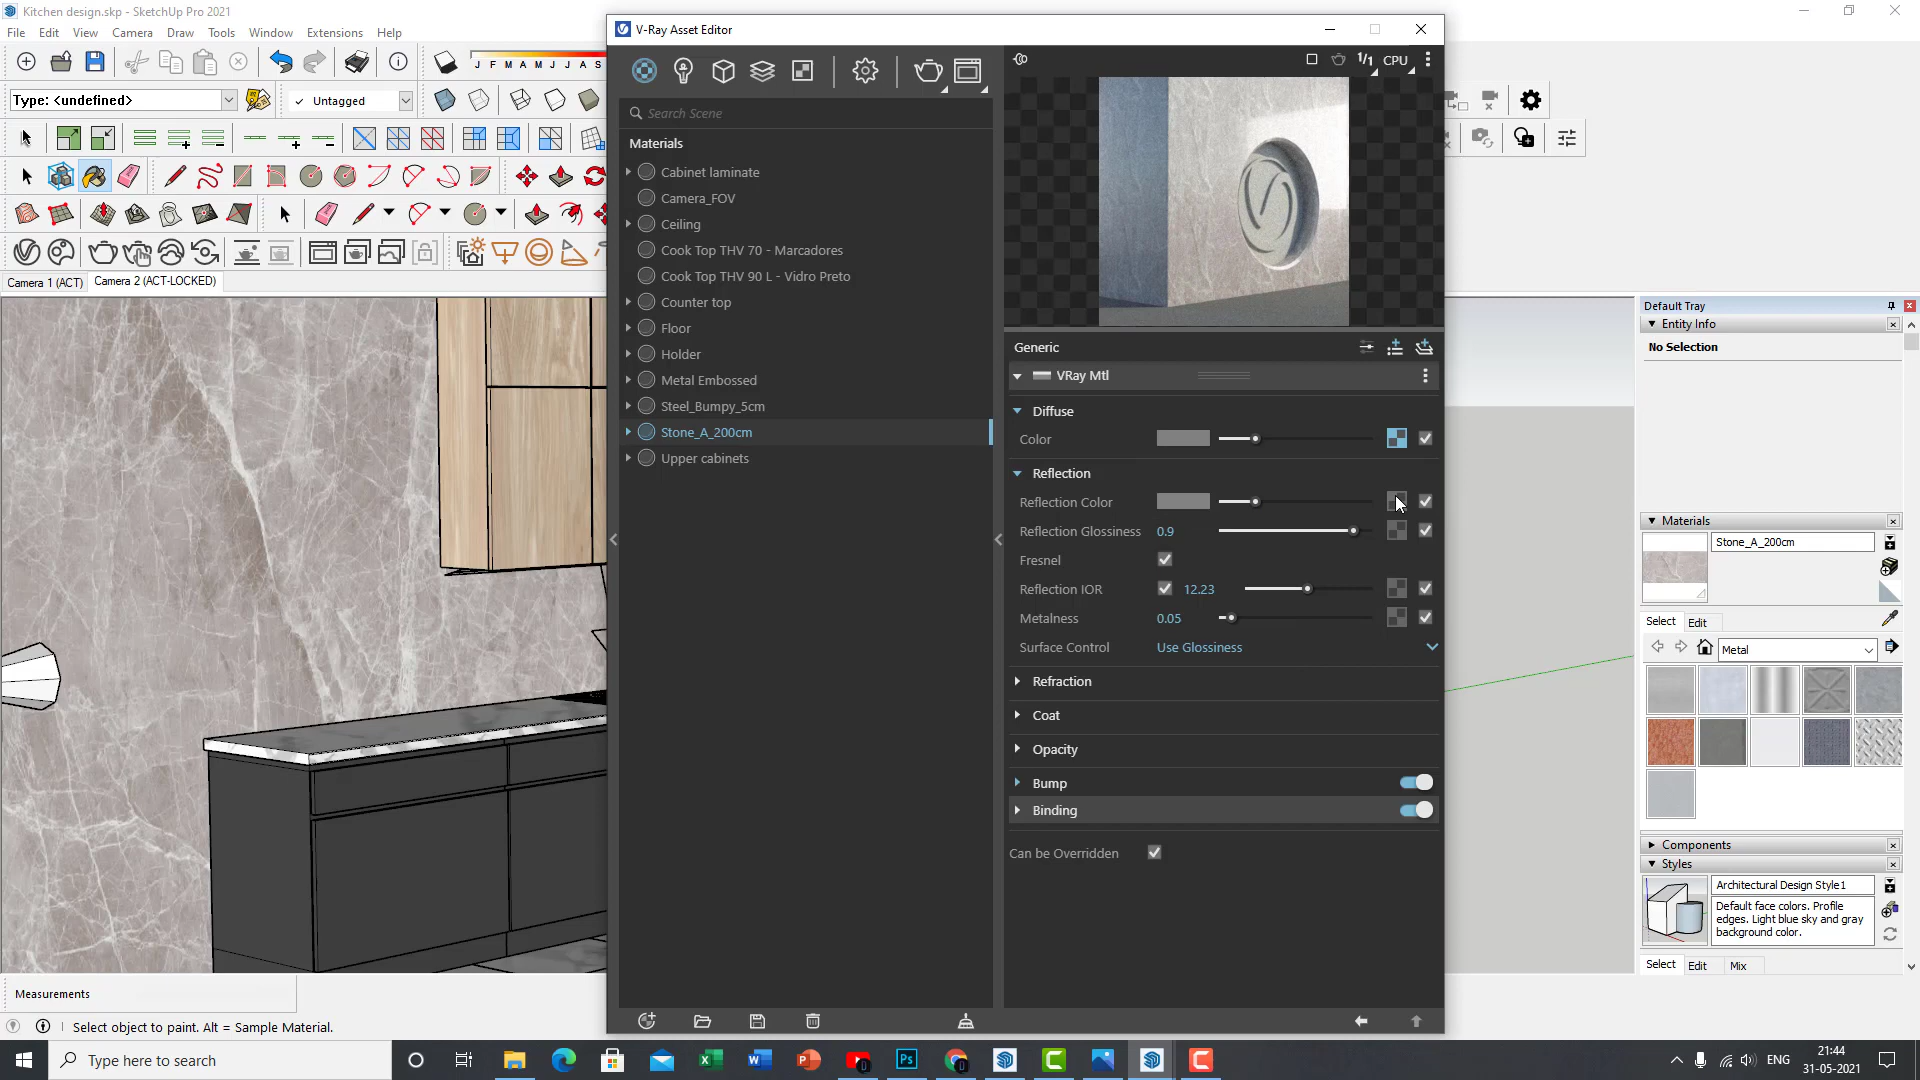 Kitchen design.skp - SketchUp Pro 2021
File Edit View Camera Draw Tools Window Extensions Help
J F M A M J J A S
Type: <undefined>
Untagged
Camera 1 (ACT)
Camera 2 (ACT-LOCKED)
V-Ray Asset Editor
1/1
CPU
Search Scene
Materials
Cabinet laminate
Camera_FOV
Ceiling
Cook Top THV 70 - Marcadores
Cook Top THV 90 L - Vidro Preto
Counter top
Floor
Holder
Metal Embossed
Steel_Bumpy_5cm
Stone_A_200cm
Upper cabinets
Generic
VRay Mtl
Diffuse
Color
Reflection
Reflection Color
Reflection Glossiness 0.9
Fresnel
Reflection IOR 12.23
Metalness 0.05
Surface Control Use Glossiness
Refraction
Coat
Opacity
Bump
Binding
Can be Overridden
Default Tray
Entity Info
No Selection
Materials
Stone_A_200cm
Select Edit
Metal
Components
Styles
Architectural Design Style1
Default face colors. Profile
edges. Light blue sky and gray
background color.
Select Edit Mix
Measurements
Select object to paint. Alt = Sample Material.
Type here to search
ENG
21:44
31-05-2021